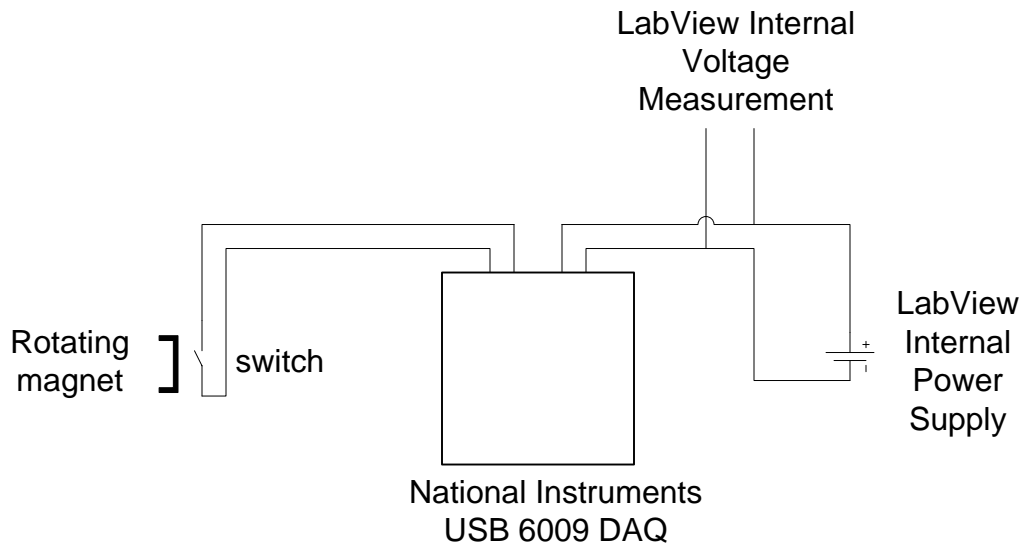 LabView Internal
Voltage
Measurement
Rotating
magnet
switch
+
LabView
Internal
Power
Supply
National Instruments
USB 6009 DAQ